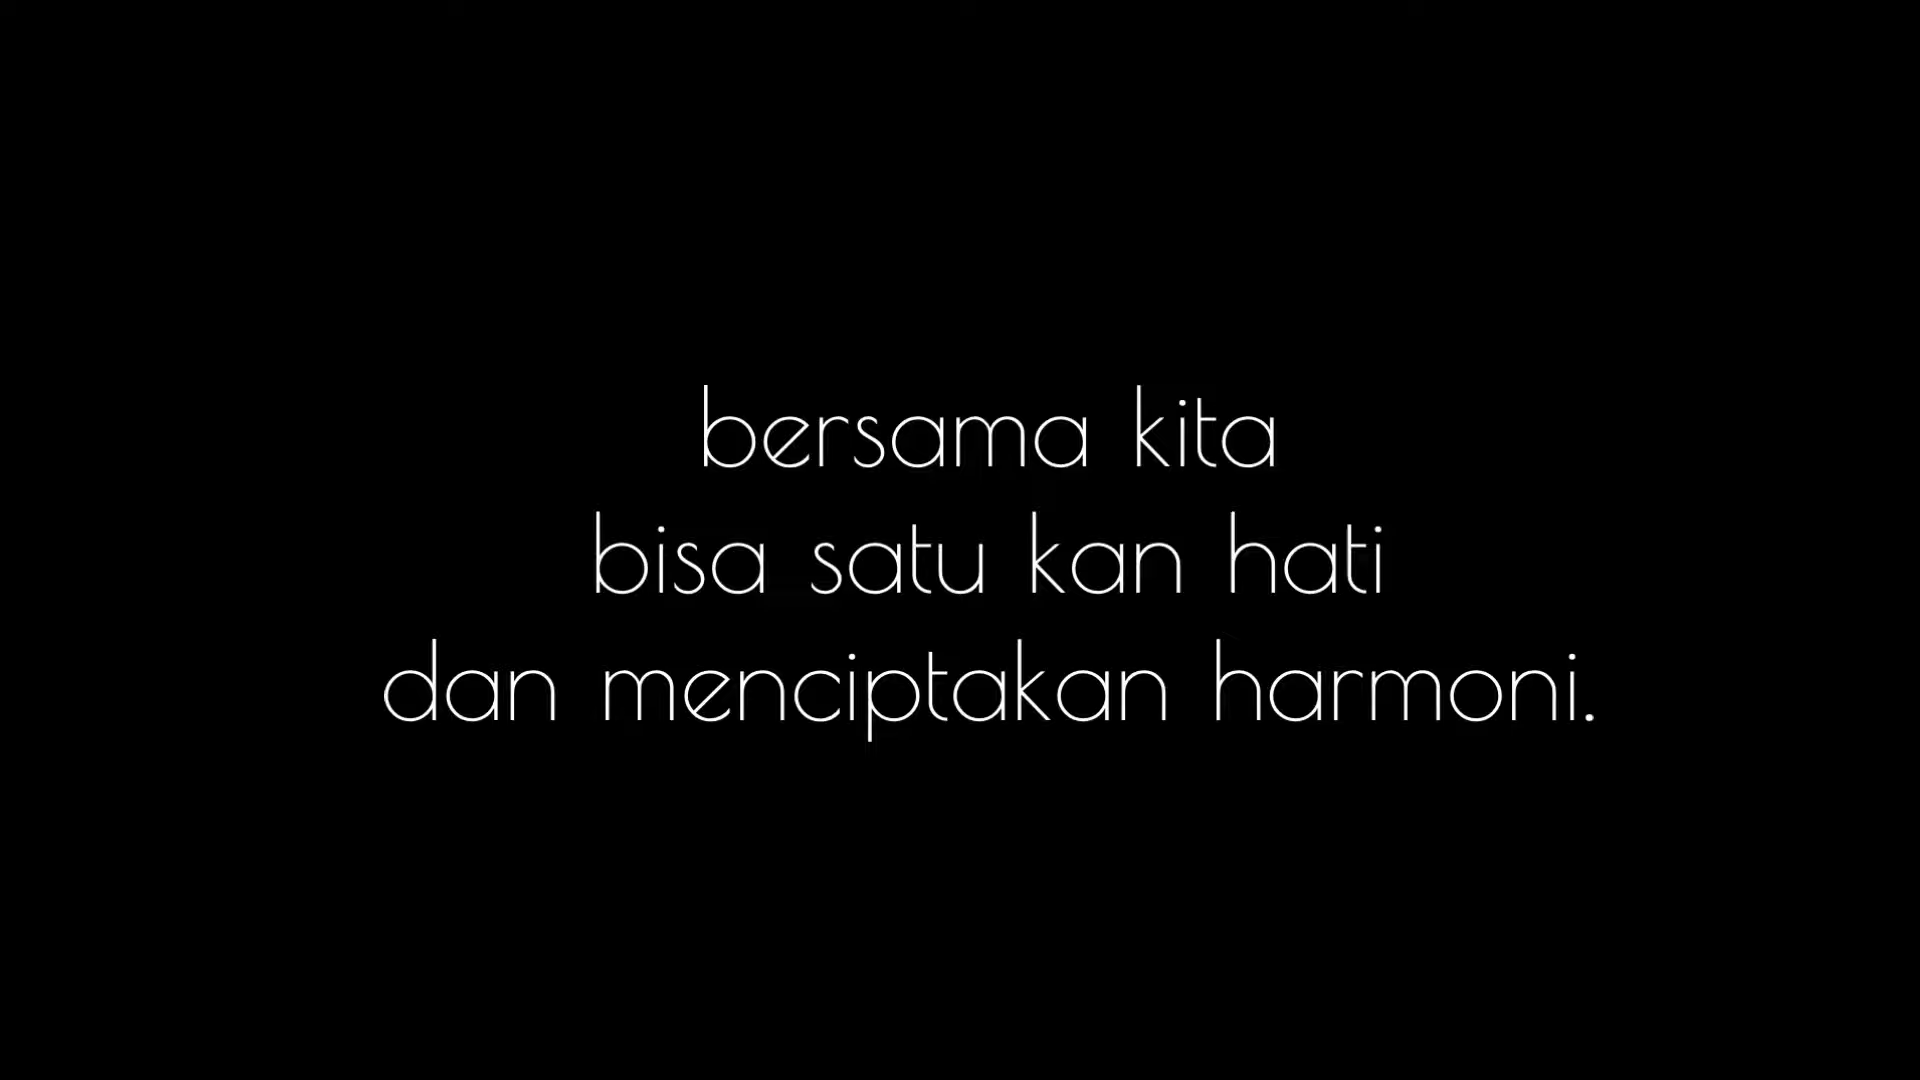 bersama kita
bisa satu kan hati
dan menciptakan harmoni.